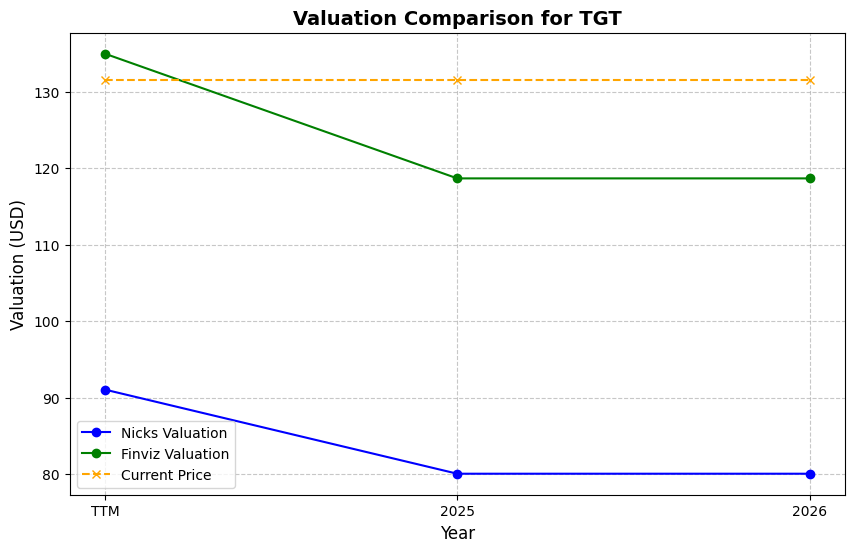 Valuation Comparison for TGT
Valuation (USD)
130
120
110
100
90
80
Nicks Valuation
Finviz Valuation
Current Price
TTM
2025
2026
Year